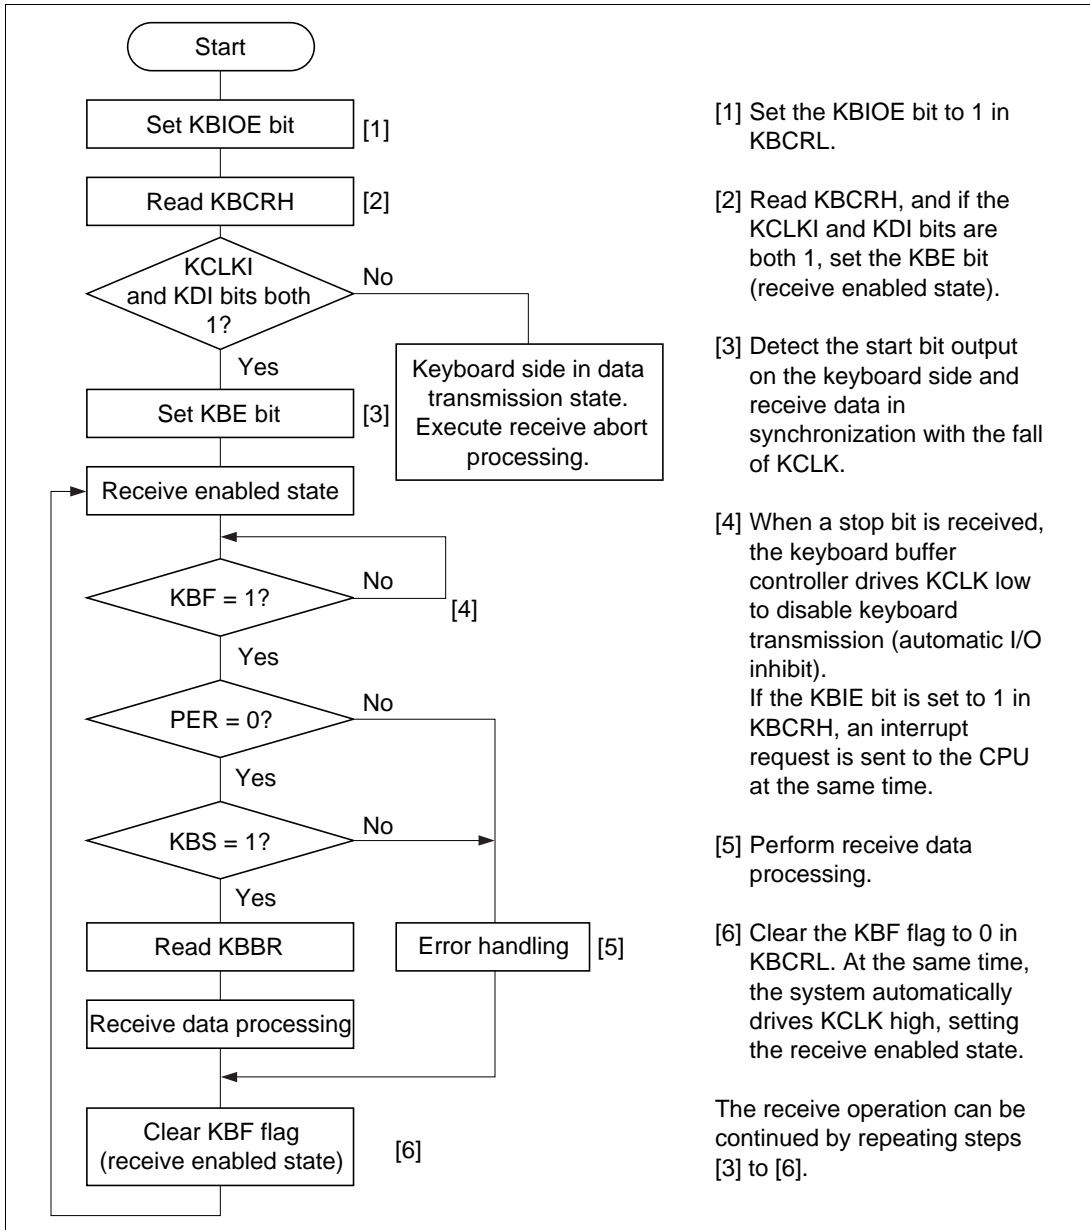 Start
Set KBIOE bit
[1]
Read KBCRH
[2]
KCLKI
and KDI bits both
1?
No
Yes
Keyboard side in data
transmission state.
Execute receive abort
processing.
Set KBE bit
[3]
Receive enabled state
KBF = 1?
No
[4]
Yes
PER = 0?
No
Yes
KBS = 1?
No
Yes
Read KBBR
Error handling
[5]
Receive data processing
Clear KBF flag
(receive enabled state)
[6]
[1] Set the KBIOE bit to 1 in
KBCRL.
[2] Read KBCRH, and if the
KCLKI and KDI bits are
both 1, set the KBE bit
(receive enabled state).
[3] Detect the start bit output
on the keyboard side and
receive data in
synchronization with the fall
of KCLK.
[4] When a stop bit is received,
the keyboard buffer
controller drives KCLK low
to disable keyboard
transmission (automatic I/O
inhibit).
If the KBIE bit is set to 1 in
KBCRH, an interrupt
request is sent to the CPU
at the same time.
[5] Perform receive data
processing.
[6] Clear the KBF flag to 0 in
KBCRL. At the same time,
the system automatically
drives KCLK high, setting
the receive enabled state.
The receive operation can be
continued by repeating steps
[3] to [6].